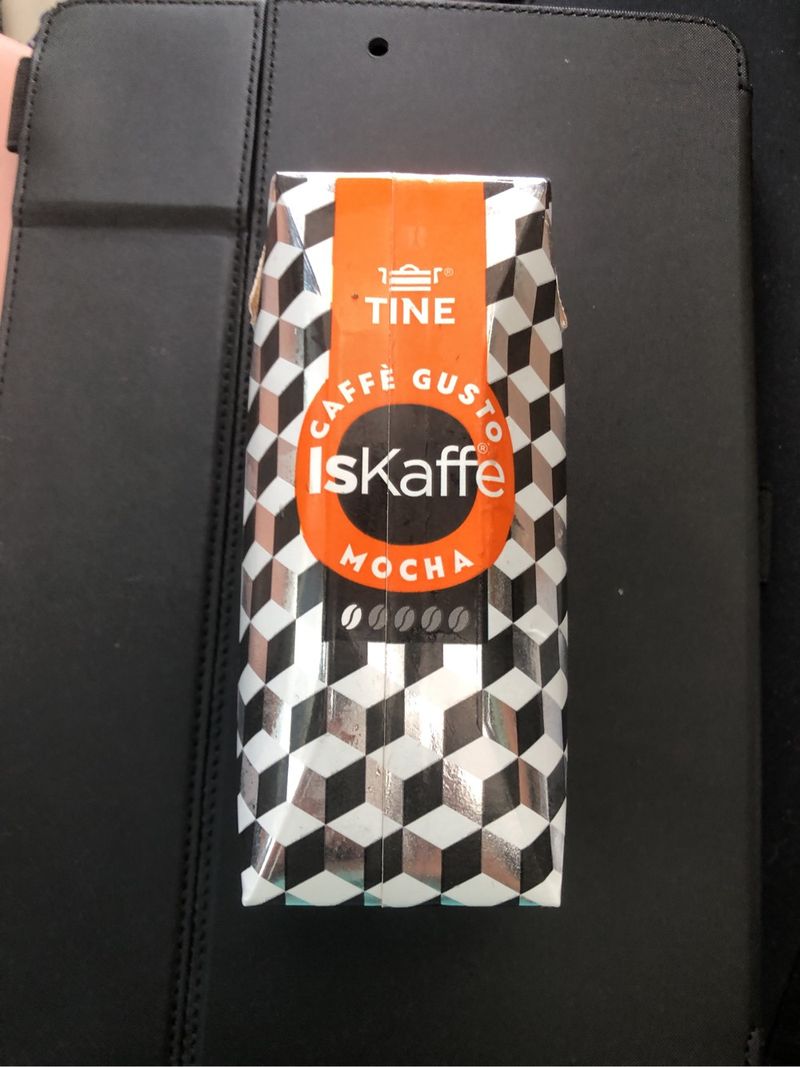 ®
TINE
CAFFÈ GUSTO
IsKaffe®
MOCHA